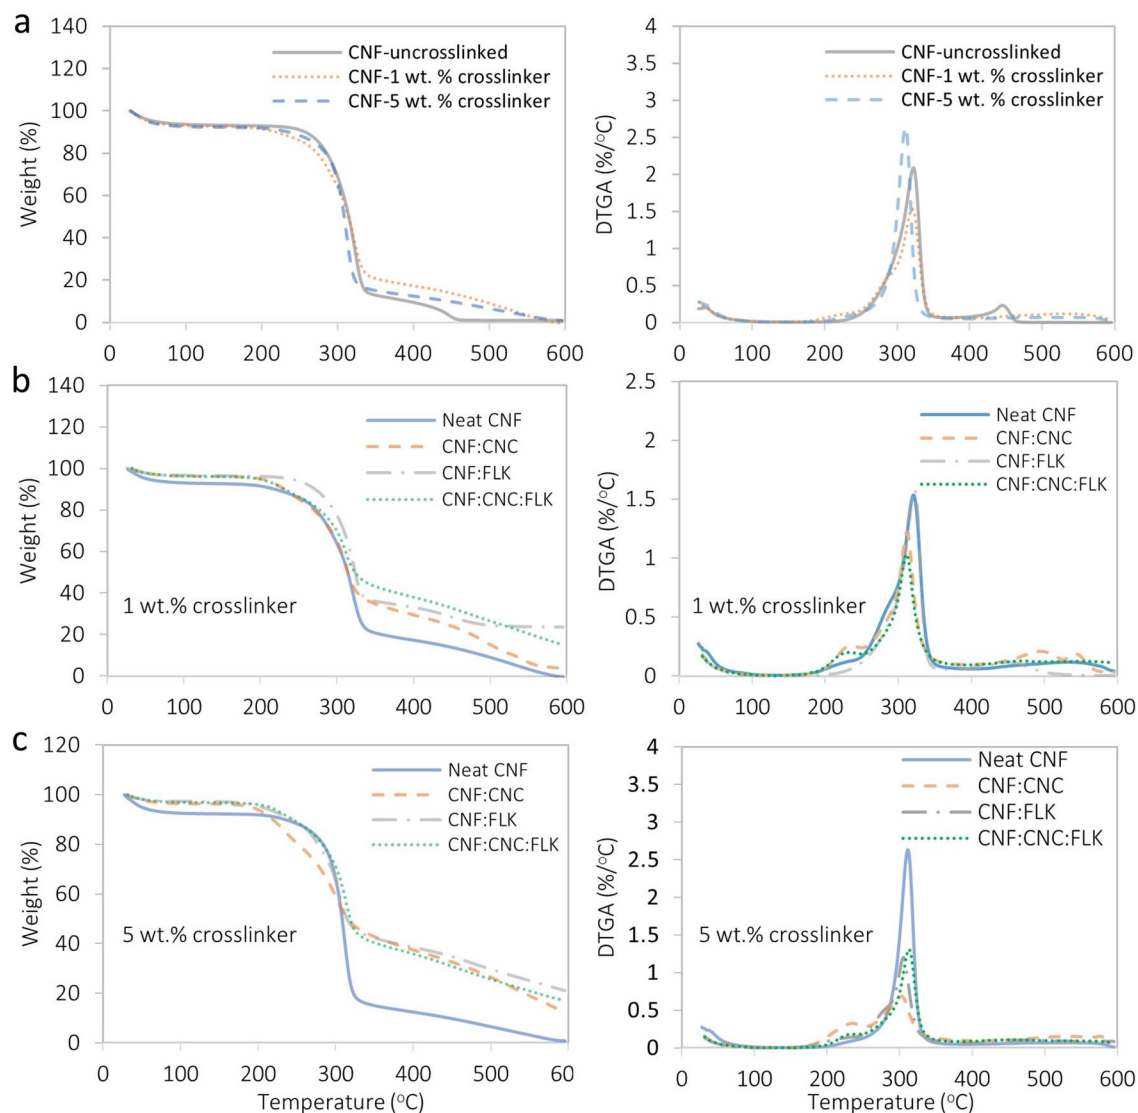 a
140
120
100
80
60
40
20
0
Weight (%)
CNF-uncrosslinked
CNF-1 wt. % crosslinker
CNF-5 wt. % crosslinker
0 100 200 300 400 500 600
4
3.5
3
2.5
2
1.5
1
0.5
0
DTGA (%/°C)
CNF-uncrosslinked
CNF-1 wt. % crosslinker
CNF-5 wt. % crosslinker
0 100 200 300 400 500 600
b
140
120
100
80
60
40
20
0
Weight (%)
Neat CNF
CNF:CNC
CNF:FLK
CNF:CNC:FLK
1 wt.% crosslinker
0 100 200 300 400 500 600
2.5
2
1.5
1
0.5
0
DTGA (%/°C)
Neat CNF
CNF:CNC
CNF:FLK
CNF:CNC:FLK
1 wt.% crosslinker
0 100 200 300 400 500 600
c
120
100
80
60
40
20
0
Weight (%)
Neat CNF
CNF:CNC
CNF:FLK
CNF:CNC:FLK
5 wt.% crosslinker
0 100 200 300 400 500 60
Temperature (°C)
4
3.5
3
2.5
2
1.5
1
0.5
0
DTGA (%/°C)
Neat CNF
CNF:CNC
CNF:FLK
CNF:CNC:FLK
5 wt.% crosslinker
0 100 200 300 400 500 600
Temperature (°C)